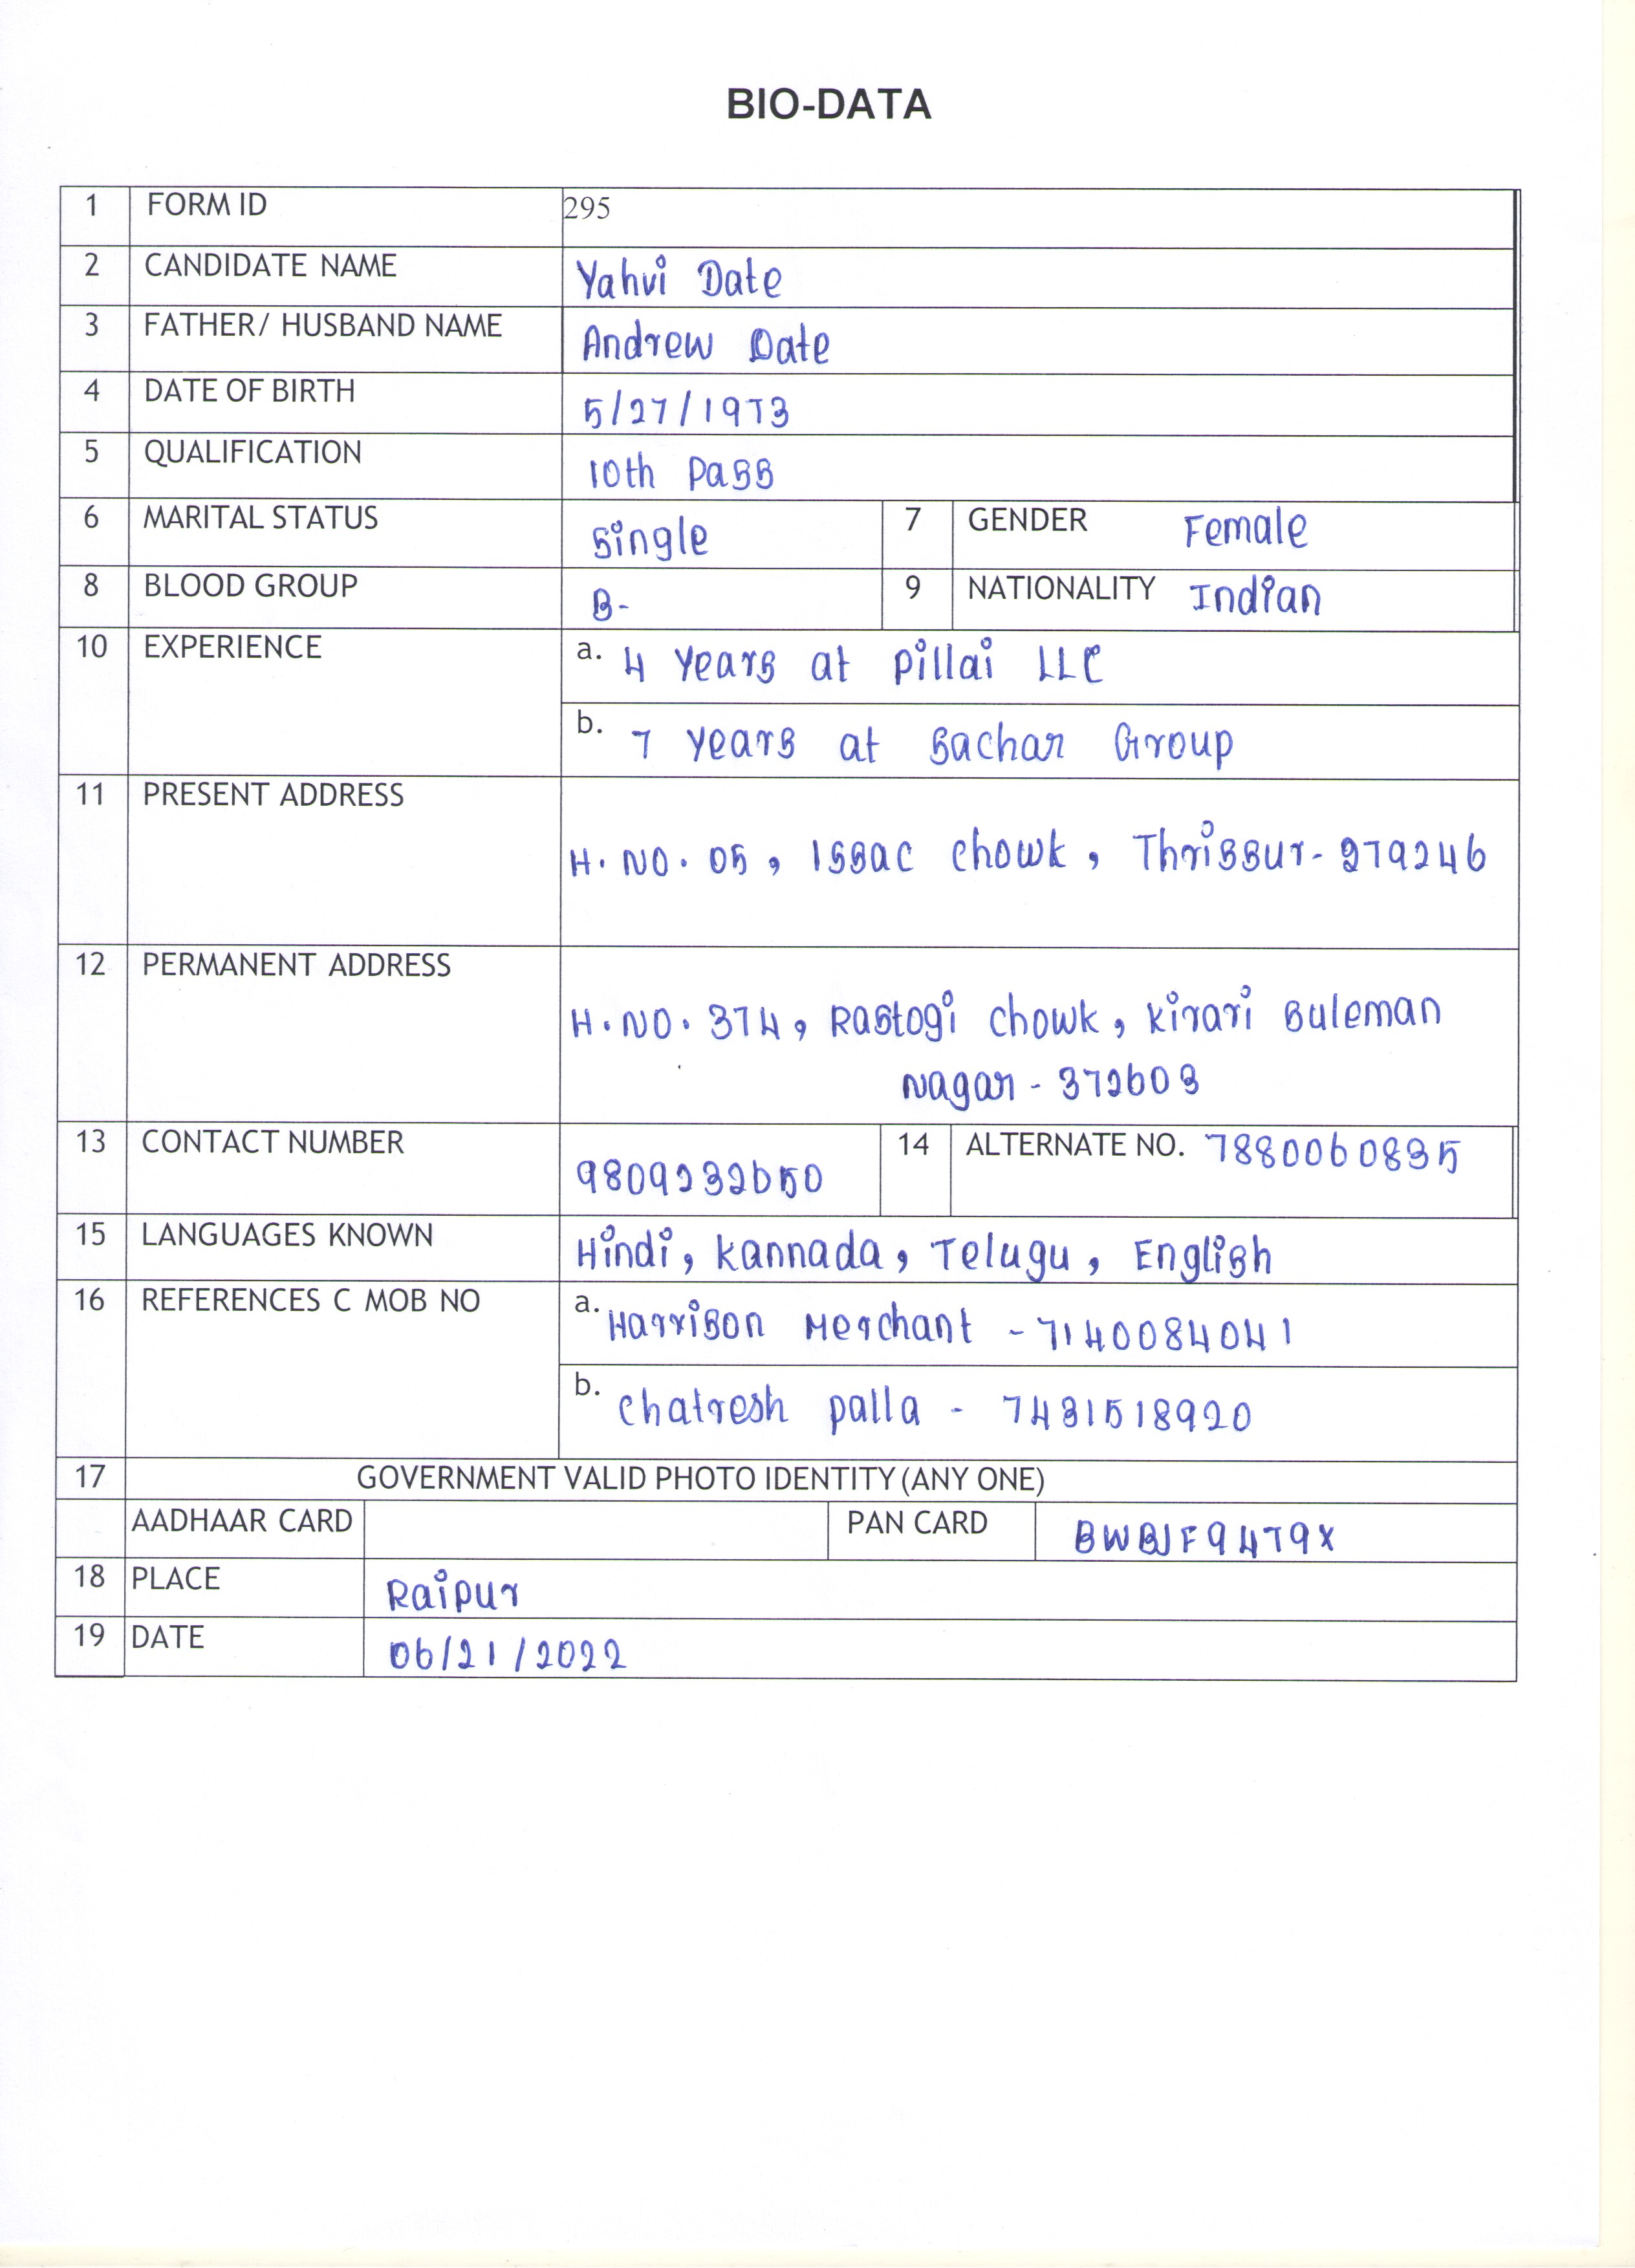 BIO-DATA
1 FORM ID 295
2 CANDIDATE NAME Yahvi Date
3 FATHER/ HUSBAND NAME Andrew Date
4 DATE OF BIRTH 5/27/1973
5 QUALIFICATION 10th Pass
6 MARITAL STATUS Single 7 GENDER Female
8 BLOOD GROUP B- 9 NATIONALITY Indian
10 EXPERIENCE a. 4 Years at Pillai LLC
b. 7 Years at Sachar Group
11 PRESENT ADDRESS
H. NO. 05, Issac Chowk, Thrissur- 279246
12 PERMANENT ADDRESS
H. NO. 374, Rastogi Chowk, Kirari Suleman
Nagar - 372603
13 CONTACT NUMBER 9809232650 14 ALTERNATE NO. 7880060835
15 LANGUAGES KNOWN Hindi, Kannada, Telugu, English
16 REFERENCES C MOB NO a. Harrison Merchant - 7140084041
b. Chatresh Palla - 7431518920
17 GOVERNMENT VALID PHOTO IDENTITY (ANY ONE)
AADHAAR CARD PAN CARD BWBJF9479X
18 PLACE Raipur
19 DATE 06/21/2022